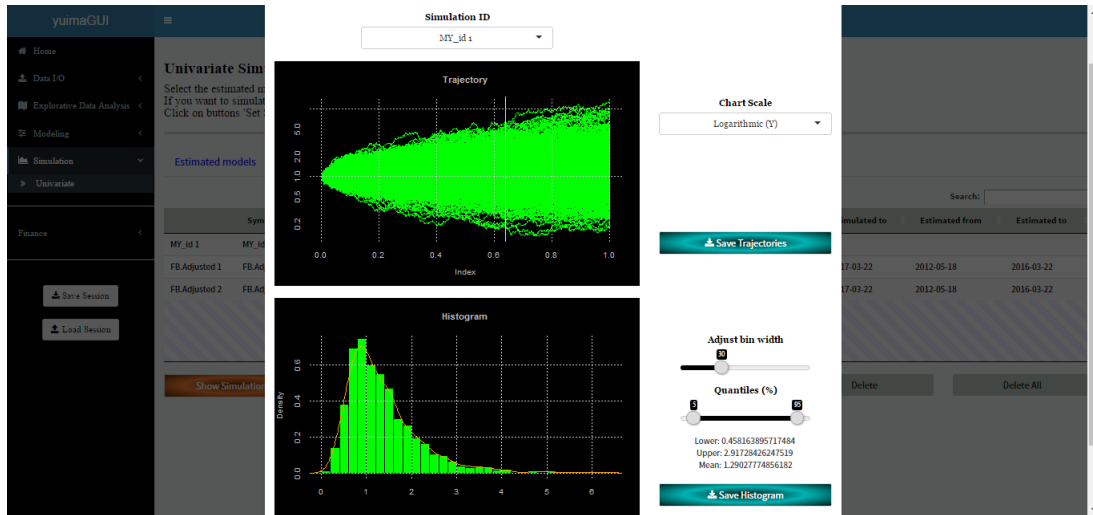 yuimaGUI
Home
Data I/O
Explorative Data Analysis
Modeling
Simulation
Univariate
Finance
Save Session
Load Session
Univariate Sim
Select the estimated m
If you want to simulat
Click on buttons 'Set
Estimated models
Search:
Sym
imulated to
Estimated from
Estimated to
MY_id 1
MY_id
FB.Adjusted 1
FB.Ad
17-03-22
2012-05-18
2016-03-22
FB.Adjusted 2
FB.Ad
17-03-22
2012-05-18
2016-03-22
Show Simulation
Delete
Delete All
Simulation ID
MY_id 1
Trajectory
5.0
2.0
1.0
0.5
0.2
0.0 0.2 0.4 0.6 0.8 1.0
Index
Chart Scale
Logarithmic (Y)
Save Trajectories
Histogram
Density
0.6
0.4
0.2
0.0
0 1 2 3 4 5 6
Adjust bin width
30
Quantiles (%)
5 95
Lower: 0.458163895717484
Upper: 2.91728426247519
Mean: 1.29027774856182
Save Histogram